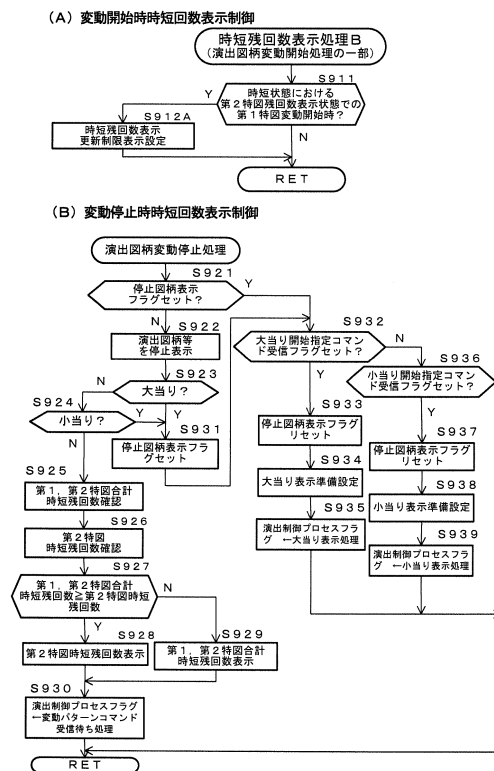 (A) 変動開始時時短回数表示制御
時短残回数表示処理B
(演出図柄変動開始処理の一部)
S911
時短状態における
第2特図残回数表示状態での
第1特図変動開始時?
Y
N
S912A
時短残回数表示
更新制限表示設定
RET
(B) 変動停止時時短回数表示制御
演出図柄変動停止処理
S921
停止図柄表示
フラグセット?
Y
N
S922
演出図柄等
を停止表示
S923
大当り?
N
Y
S924
小当り?
Y
N
S931
停止図柄表示フラ
グセット
S925
第1,第2特図合計
時短残回数確認
S926
第2特図
時短残回数確認
S927
第1,第2特図合計
時短残回数≧第2特図時短
残回数
N
Y
S928
第2特図時短残回数表示
S929
第1,第2特図合計
時短残回数表示
S930
演出制御プロセスフラグ
←変動パターンコマンド
受信待ち処理
RET
S932
大当り開始指定コマン
ド受信フラグセット?
N
Y
S933
停止図柄表示フラグ
リセット
S934
大当り表示準備設定
S935
演出制御プロセスフラ
グ ←大当り表示処理
S936
小当り開始指定コマン
ド受信フラグセット?
Y
S937
停止図柄表示フラグ
リセット
S938
小当り表示準備設定
S939
演出制御プロセスフラ
グ ←小当り表示処理